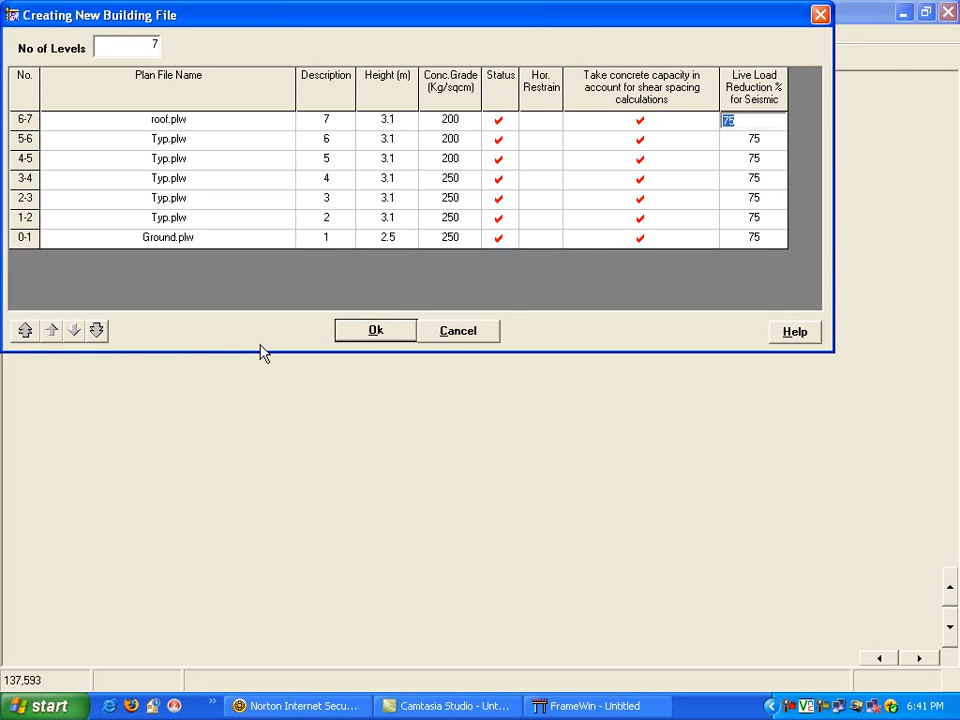 Creating New Building File
No of Levels 7
No. Plan File Name Description Height (m) Conc.Grade (Kg/sqcm) Status Hor. Restrain Take concrete capacity in account for shear spacing calculations Live Load Reduction % for Seismic
6-7 roof.plw 7 3.1 200 75
5-6 Typ.plw 6 3.1 200 75
4-5 Typ.plw 5 3.1 200 75
3-4 Typ.plw 4 3.1 250 75
2-3 Typ.plw 3 3.1 250 75
1-2 Typ.plw 2 3.1 250 75
0-1 Ground.plw 1 2.5 250 75
Ok Cancel Help
137,593
start Norton Internet Secu... Camtasia Studio - Unt... FrameWin - Untitled 6:41 PM